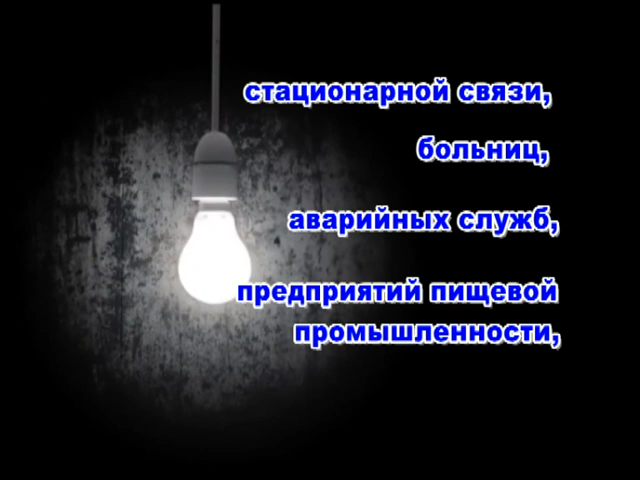 стационарной связи,
больниц,
аварийных служб,
предприятий пищевой
промышленности,